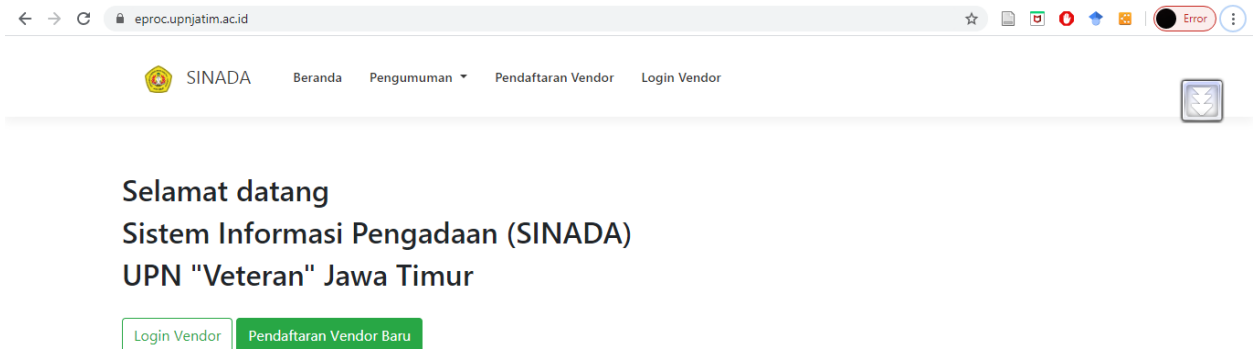 eproc.upnjatim.ac.id
Error
SINADA Beranda Pengumuman Pendaftaran Vendor Login Vendor
Selamat datang
Sistem Informasi Pengadaan (SINADA)
UPN "Veteran" Jawa Timur
Login Vendor Pendaftaran Vendor Baru